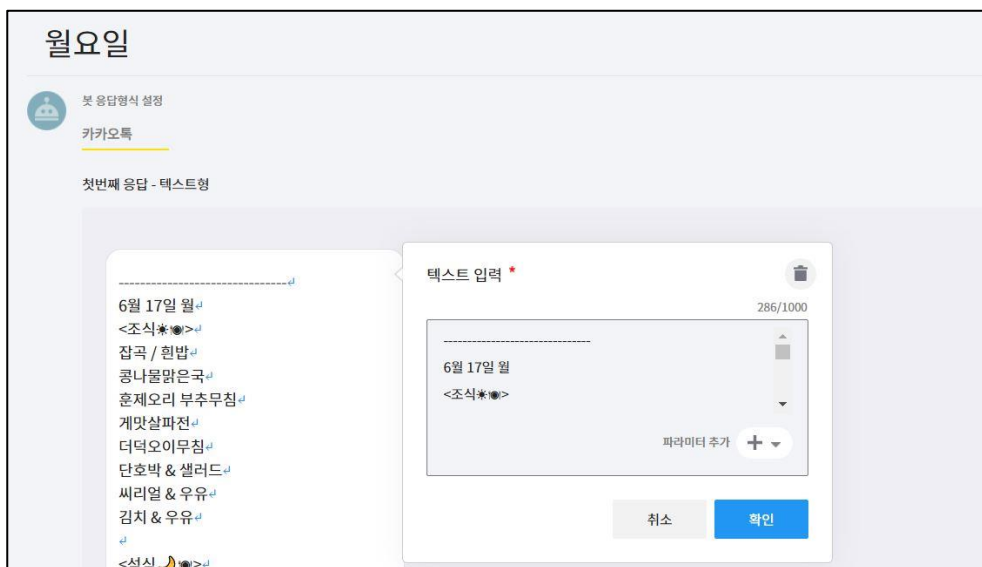 월요일
봇 응답형식 설정
카카오톡
첫번째 응답 - 텍스트형
-------------------------------↵
6월 17일 월↵
<조식☀🍽>↵
잡곡 / 흰밥↵
콩나물맑은국↵
훈제오리 부추무침↵
게맛살파전↵
더덕오이무침↵
단호박 & 샐러드↵
씨리얼 & 우유↵
김치 & 우유↵
↵
<석식🌙🍽>↵
텍스트 입력 *
286/1000
-------------------------------
6월 17일 월
<조식☀🍽>
파라미터 추가
취소
확인